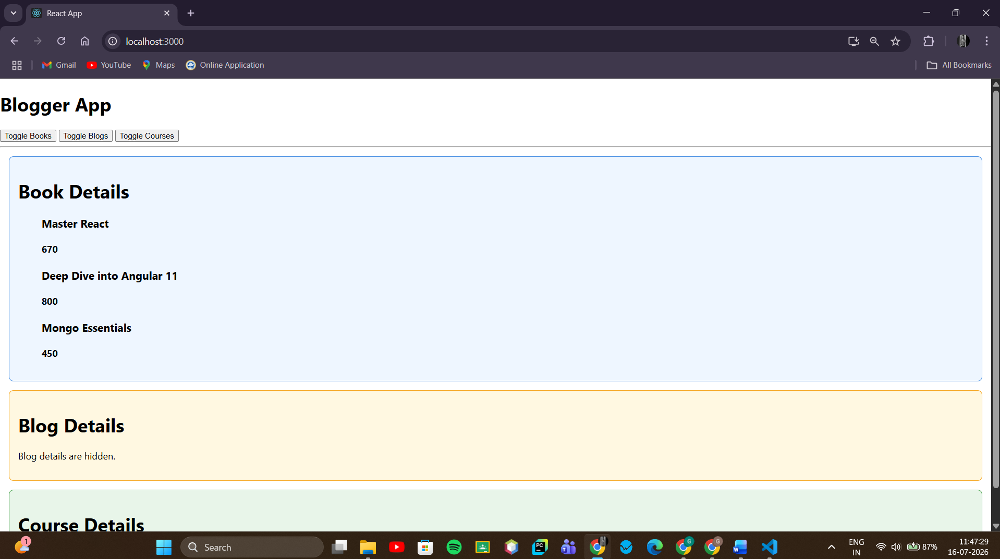 React App
localhost:3000
Gmail YouTube Maps Online Application All Bookmarks
Blogger App
Toggle Books Toggle Blogs Toggle Courses
Book Details
Master React
670
Deep Dive into Angular 11
800
Mongo Essentials
450
Blog Details
Blog details are hidden.
Course Details
1
Search
PC
T
G
G
W
ENG
IN
87%
11:47:29
16-07-2026